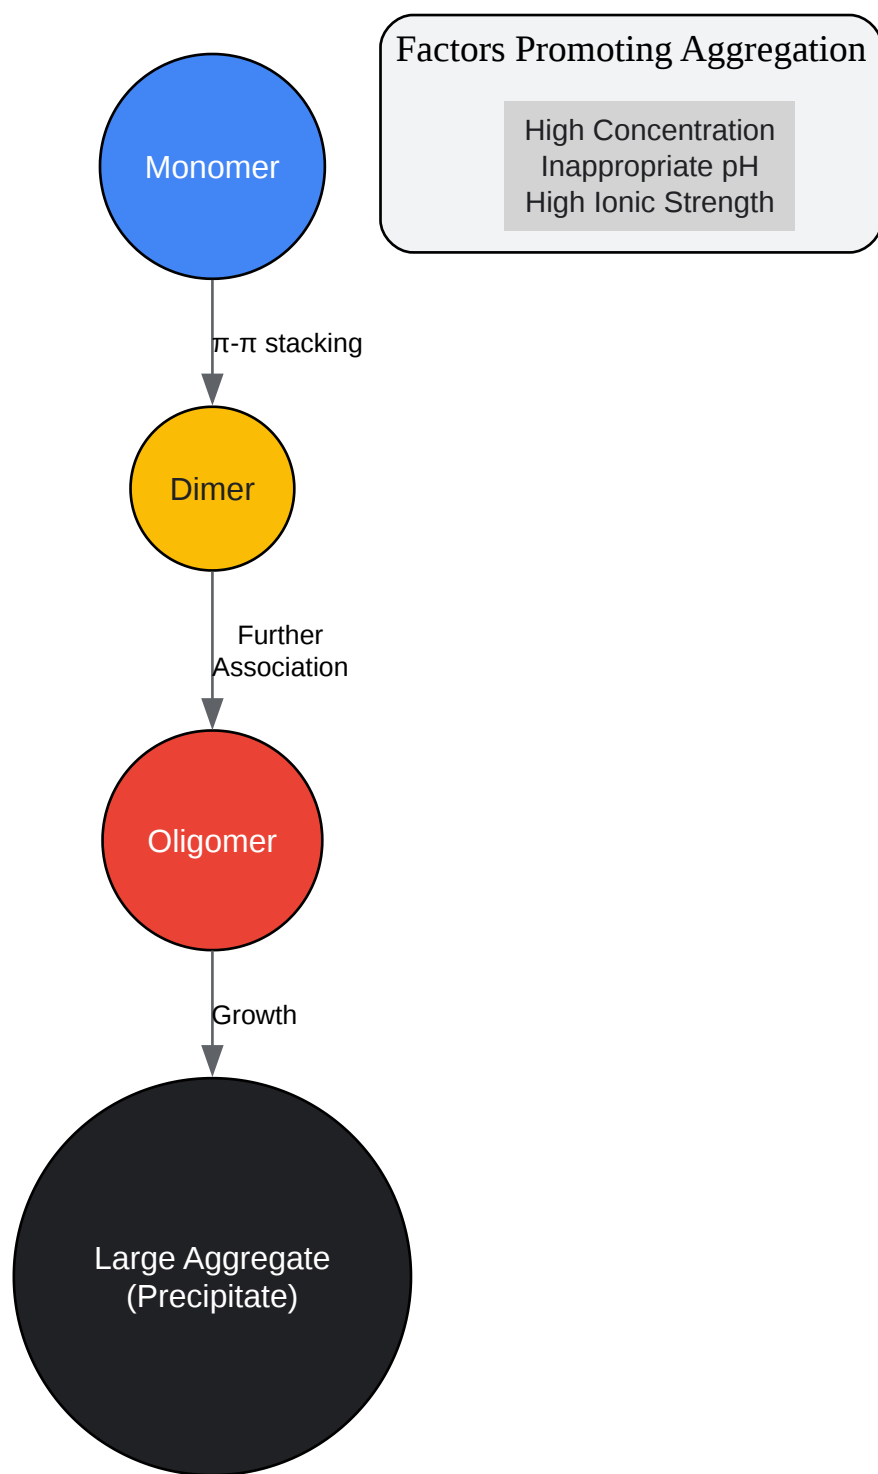 Factors Promoting Aggregation
High Concentration
Inappropriate pH
High Ionic Strength
Monomer
π-π stacking
Dimer
Further
Association
Oligomer
Growth
Large Aggregate
(Precipitate)